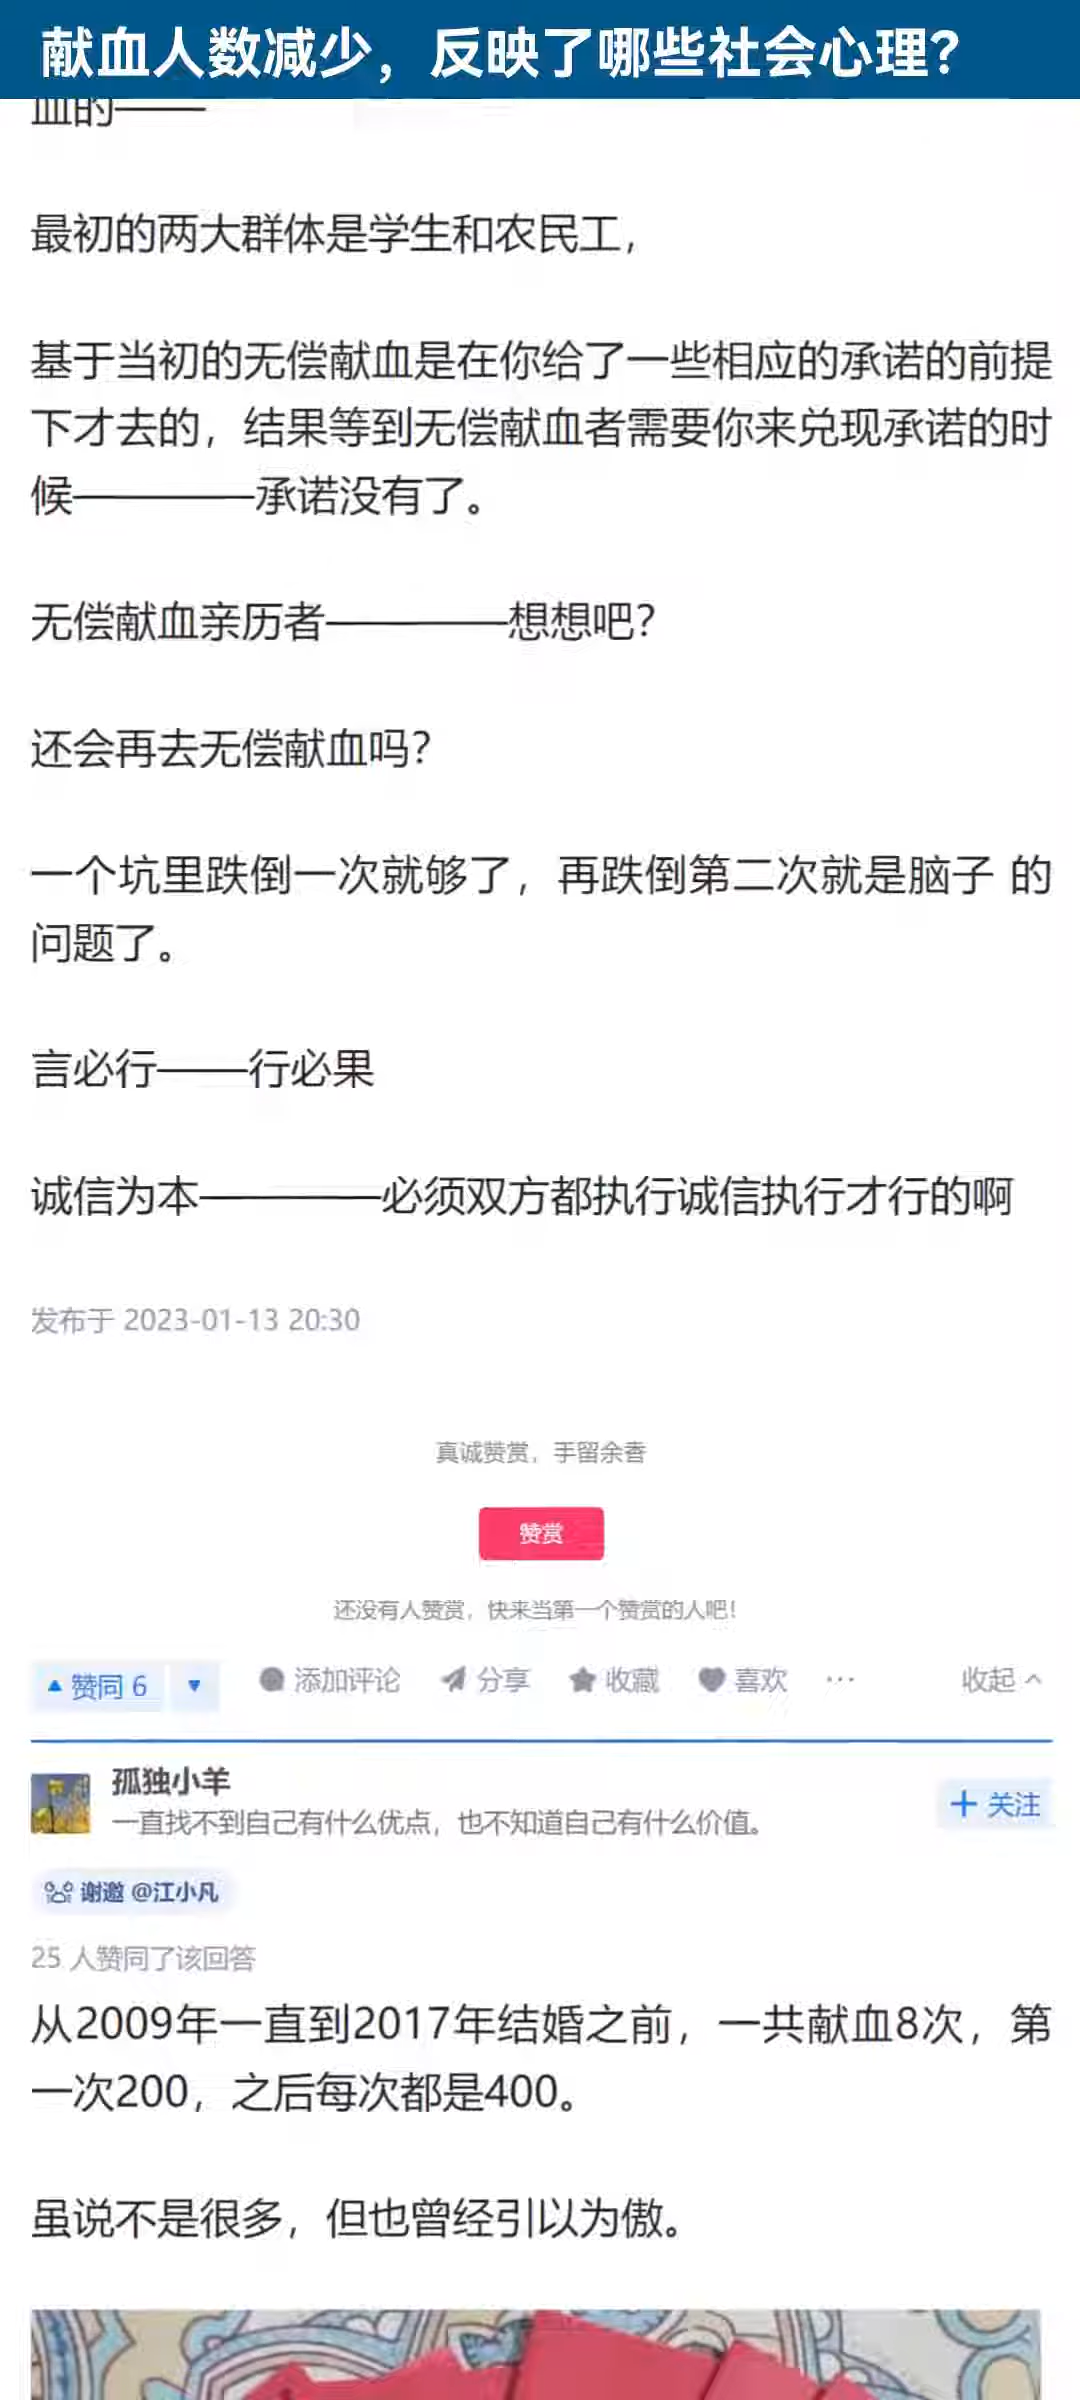 献血人数减少，反映了哪些社会心理？
血的——
最初的两大群体是学生和农民工，
基于当初的无偿献血是在你给了一些相应的承诺的前提
下才去的，结果等到无偿献血者需要你来兑现承诺的时
候————承诺没有了。
无偿献血亲历者————想想吧？
还会再去无偿献血吗？
一个坑里跌倒一次就够了，再跌倒第二次就是脑子 的
问题了。
言必行——行必果
诚信为本————必须双方都执行诚信执行才行的啊
发布于 2023-01-13 20:30
真诚赞赏，手留余香
赞赏
还没有人赞赏，快来当第一个赞赏的人吧！
赞同 6 添加评论 分享 收藏 喜欢 ··· 收起
孤独小羊
一直找不到自己有什么优点，也不知道自己有什么价值。
+ 关注
谢邀 @江小凡
25 人赞同了该回答
从2009年一直到2017年结婚之前，一共献血8次，第
一次200，之后每次都是400。
虽说不是很多，但也曾经引以为傲。